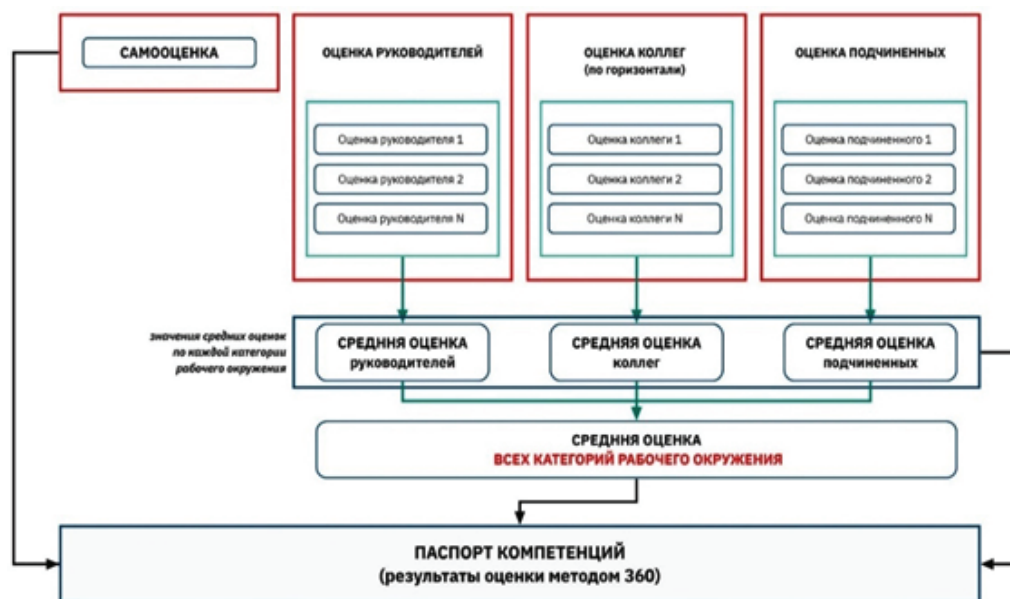 САМООЦЕНКА
ОЦЕНКА РУКОВОДИТЕЛЕЙ
Оценка руководителя 1
Оценка руководителя 2
Оценка руководителя N
ОЦЕНКА КОЛЛЕГ
(по горизонтали)
Оценка коллеги 1
Оценка коллеги 2
Оценка коллеги N
ОЦЕНКА ПОДЧИНЕННЫХ
Оценка подчиненного 1
Оценка подчиненного 2
Оценка подчиненного N
значения средних оценок
по каждой категории
рабочего окружения
СРЕДНЯЯ ОЦЕНКА
руководителей
СРЕДНЯЯ ОЦЕНКА
коллег
СРЕДНЯЯ ОЦЕНКА
подчиненных
СРЕДНЯЯ ОЦЕНКА
ВСЕХ КАТЕГОРИЙ РАБОЧЕГО ОКРУЖЕНИЯ
ПАСПОРТ КОМПЕТЕНЦИЙ
(результаты оценки методом 360)